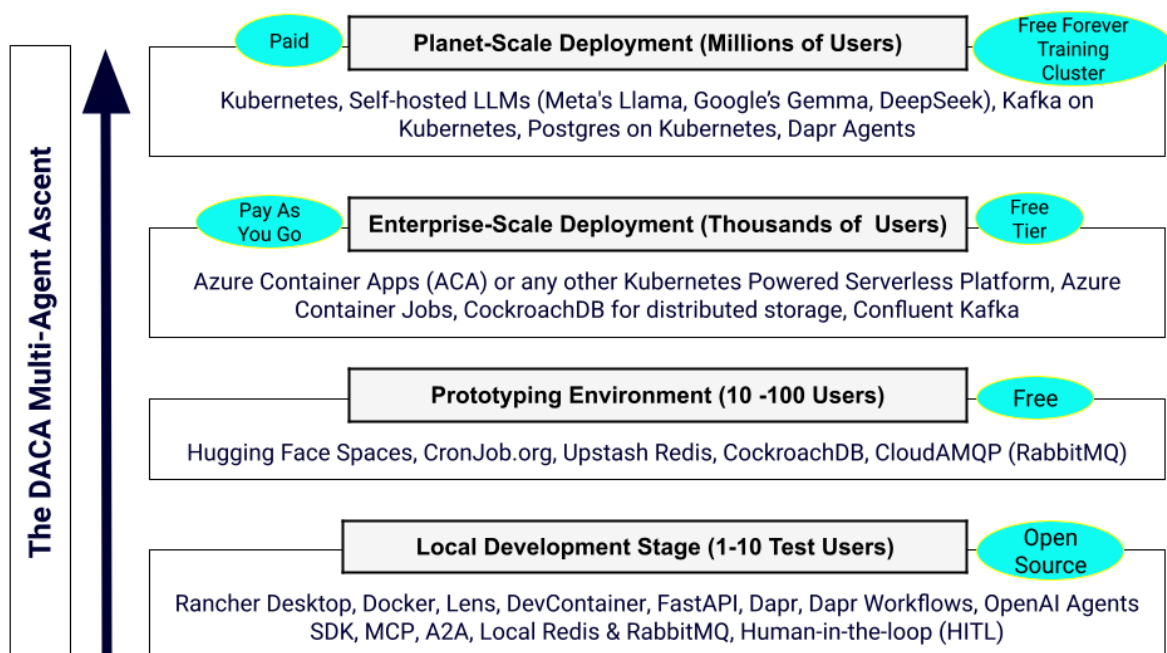 The DACA Multi-Agent Ascent
Paid
Planet-Scale Deployment (Millions of Users)
Free Forever
Training
Cluster
Kubernetes, Self-hosted LLMs (Meta's Llama, Google’s Gemma, DeepSeek), Kafka on
Kubernetes, Postgres on Kubernetes, Dapr Agents
Pay As
You Go
Enterprise-Scale Deployment (Thousands of  Users)
Free
Tier
Azure Container Apps (ACA) or any other Kubernetes Powered Serverless Platform, Azure
Container Jobs, CockroachDB for distributed storage, Confluent Kafka
Prototyping Environment (10 -100 Users)
Free
Hugging Face Spaces, CronJob.org, Upstash Redis, CockroachDB, CloudAMQP (RabbitMQ)
Local Development Stage (1-10 Test Users)
Open
Source
Rancher Desktop, Docker, Lens, DevContainer, FastAPI, Dapr, Dapr Workflows, OpenAI Agents
SDK, MCP, A2A, Local Redis & RabbitMQ, Human-in-the-loop (HITL)